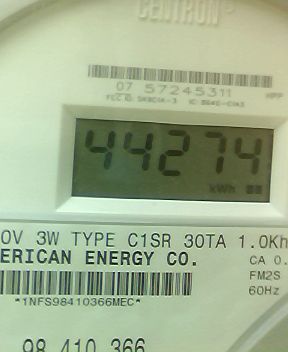 CENTRON®
07 57245311
44274
kWh
0V 3W TYPE C1SR 30TA 1.0Kh
ERICAN ENERGY CO.
CA 0.
FM2S
60Hz
*1NFS98410366MEC*
98 410 366